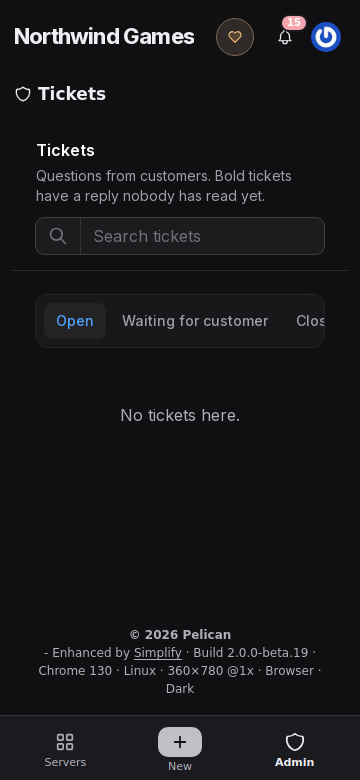 Northwind Games
15
Tickets
Tickets
Questions from customers. Bold tickets
have a reply nobody has read yet.
Search tickets
Open
Waiting for customer
Clos
No tickets here.
© 2026 Pelican
- Enhanced by Simplify · Build 2.0.0-beta.19 ·
Chrome 130 · Linux · 360×780 @1x · Browser ·
Dark
Servers
New
Admin